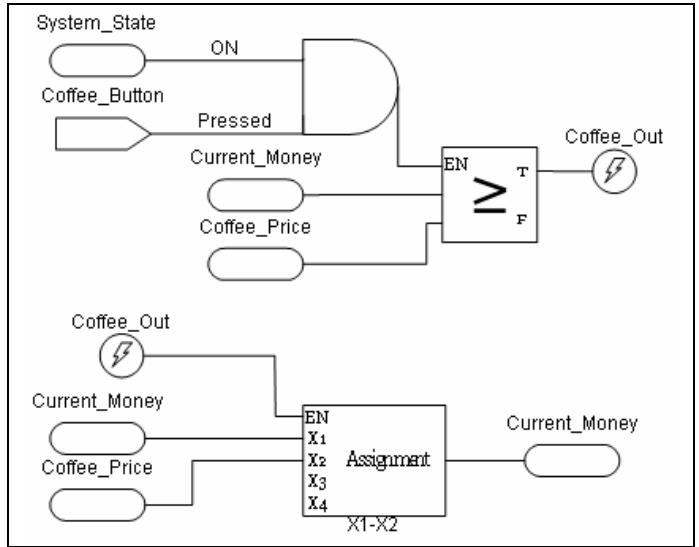 System_State
ON
Coffee_Button
Pressed
Current_Money
Coffee_Price
EN
T
≥
F
Coffee_Out
Coffee_Out
Current_Money
Coffee_Price
EN
X1
X2
X3
X4
Assignment
X1-X2
Current_Money